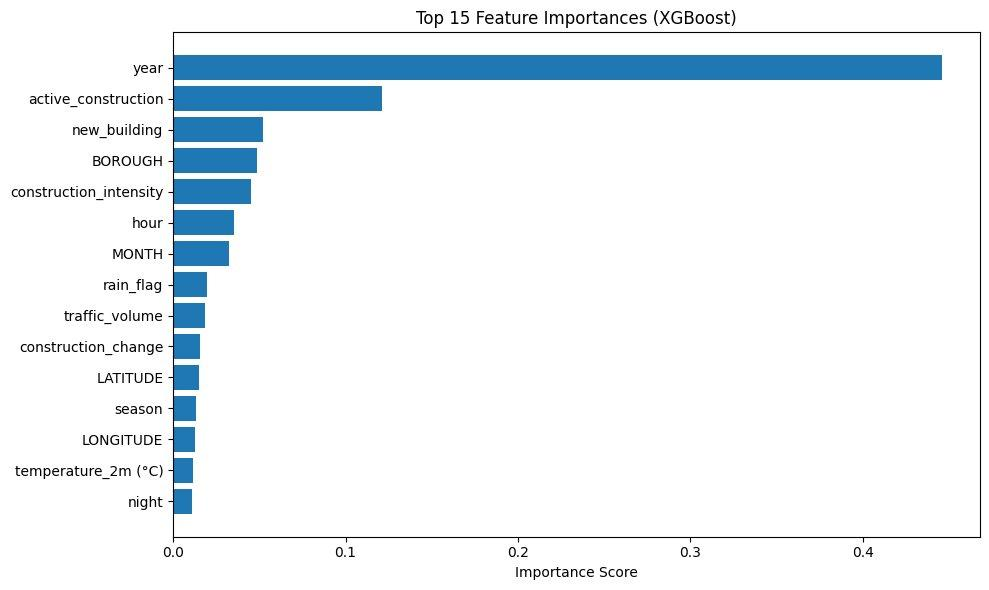 Top 15 Feature Importances (XGBoost)
year
active_construction
new_building
BOROUGH
construction_intensity
hour
MONTH
rain_flag
traffic_volume
construction_change
LATITUDE
season
LONGITUDE
temperature_2m (°C)
night
0.0 0.1 0.2 0.3 0.4
Importance Score